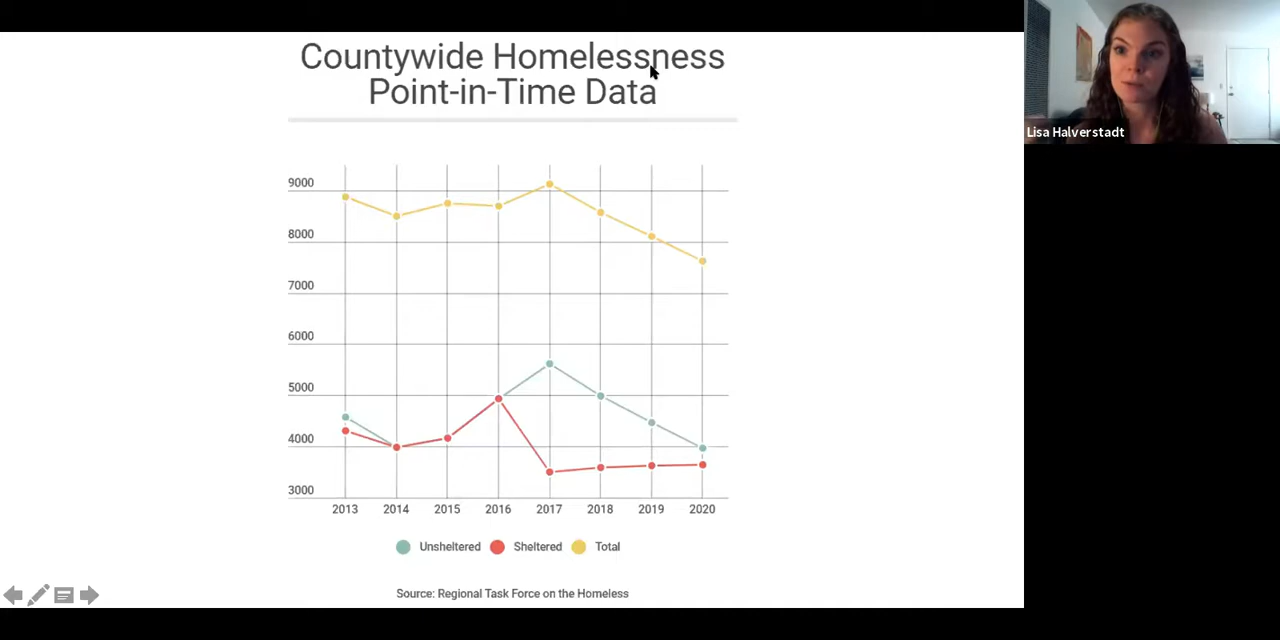 Countywide Homelessness
Point-in-Time Data
Lisa Halverstadt
9000
8000
7000
6000
5000
4000
3000
2013 2014 2015 2016 2017 2018 2019 2020
Unsheltered Sheltered Total
Source: Regional Task Force on the Homeless